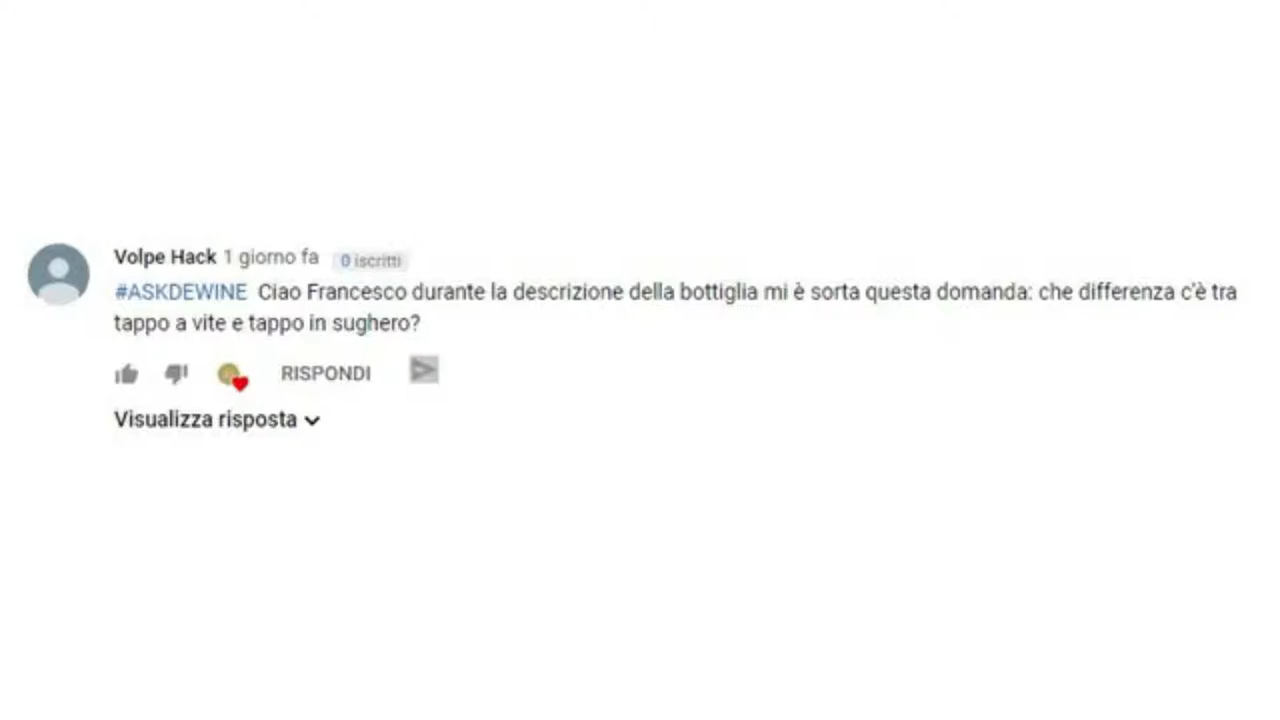 Volpe Hack 1 giorno fa 0 iscritti
#ASKDEWINE Ciao Francesco durante la descrizione della bottiglia mi è sorta questa domanda: che differenza c'è tra
tappo a vite e tappo in sughero?
RISPONDI
Visualizza risposta